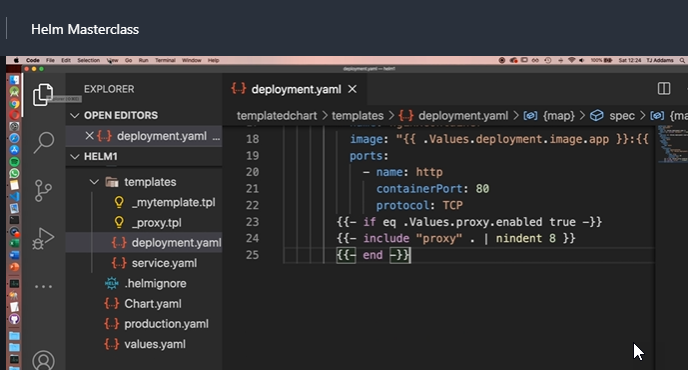 Helm Masterclass
Code File Edit Selection View Go Run Terminal Window Help
100% Sat 12:24 TJ Addams
deployment.yaml — helm1
EXPLORER
deployment.yaml
OPEN EDITORS
templatedchart > templates > deployment.yaml > {map} > spec > {ma
deployment.yaml ...
HELM1
templates
_mytemplate.tpl
_proxy.tpl
deployment.yaml
service.yaml
.helmignore
Chart.yaml
production.yaml
values.yaml
18 image: "{{ .Values.deployment.image.app }}:{{
19 ports:
20 - name: http
21 containerPort: 80
22 protocol: TCP
23 {{- if eq .Values.proxy.enabled true -}}
24 {{- include "proxy" . | nindent 8 }}
25 {{- end -}}